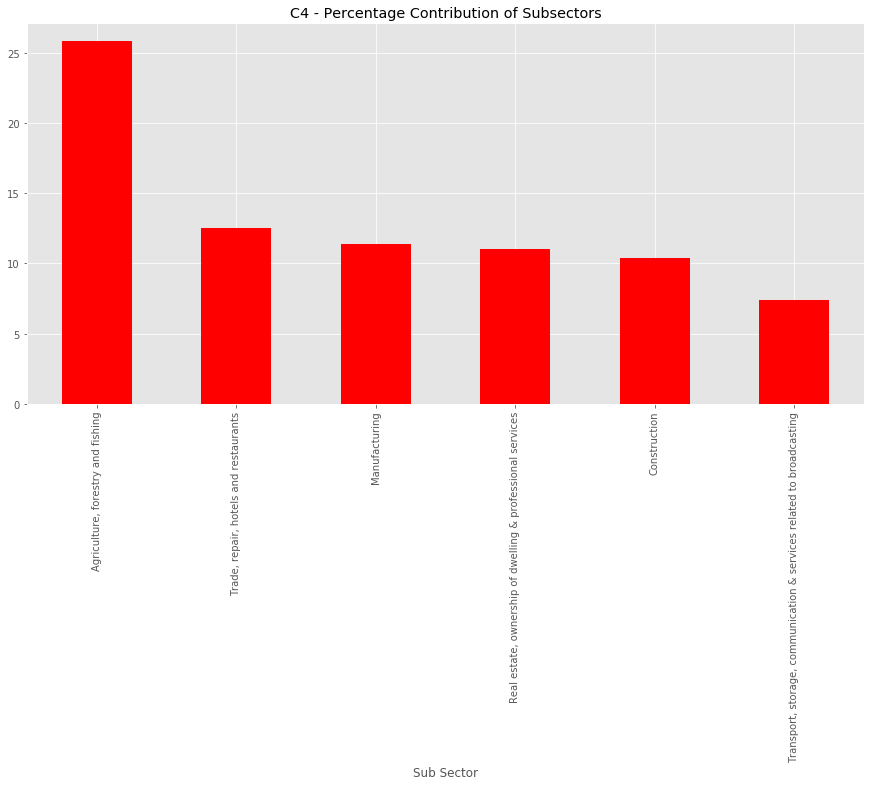 C4 - Percentage Contribution of Subsectors
25
20
15
10
5
0
Agriculture, forestry and fishing
Trade, repair, hotels and restaurants
Manufacturing
Real estate, ownership of dwelling & professional services
Construction
Transport, storage, communication & services related to broadcasting
Sub Sector